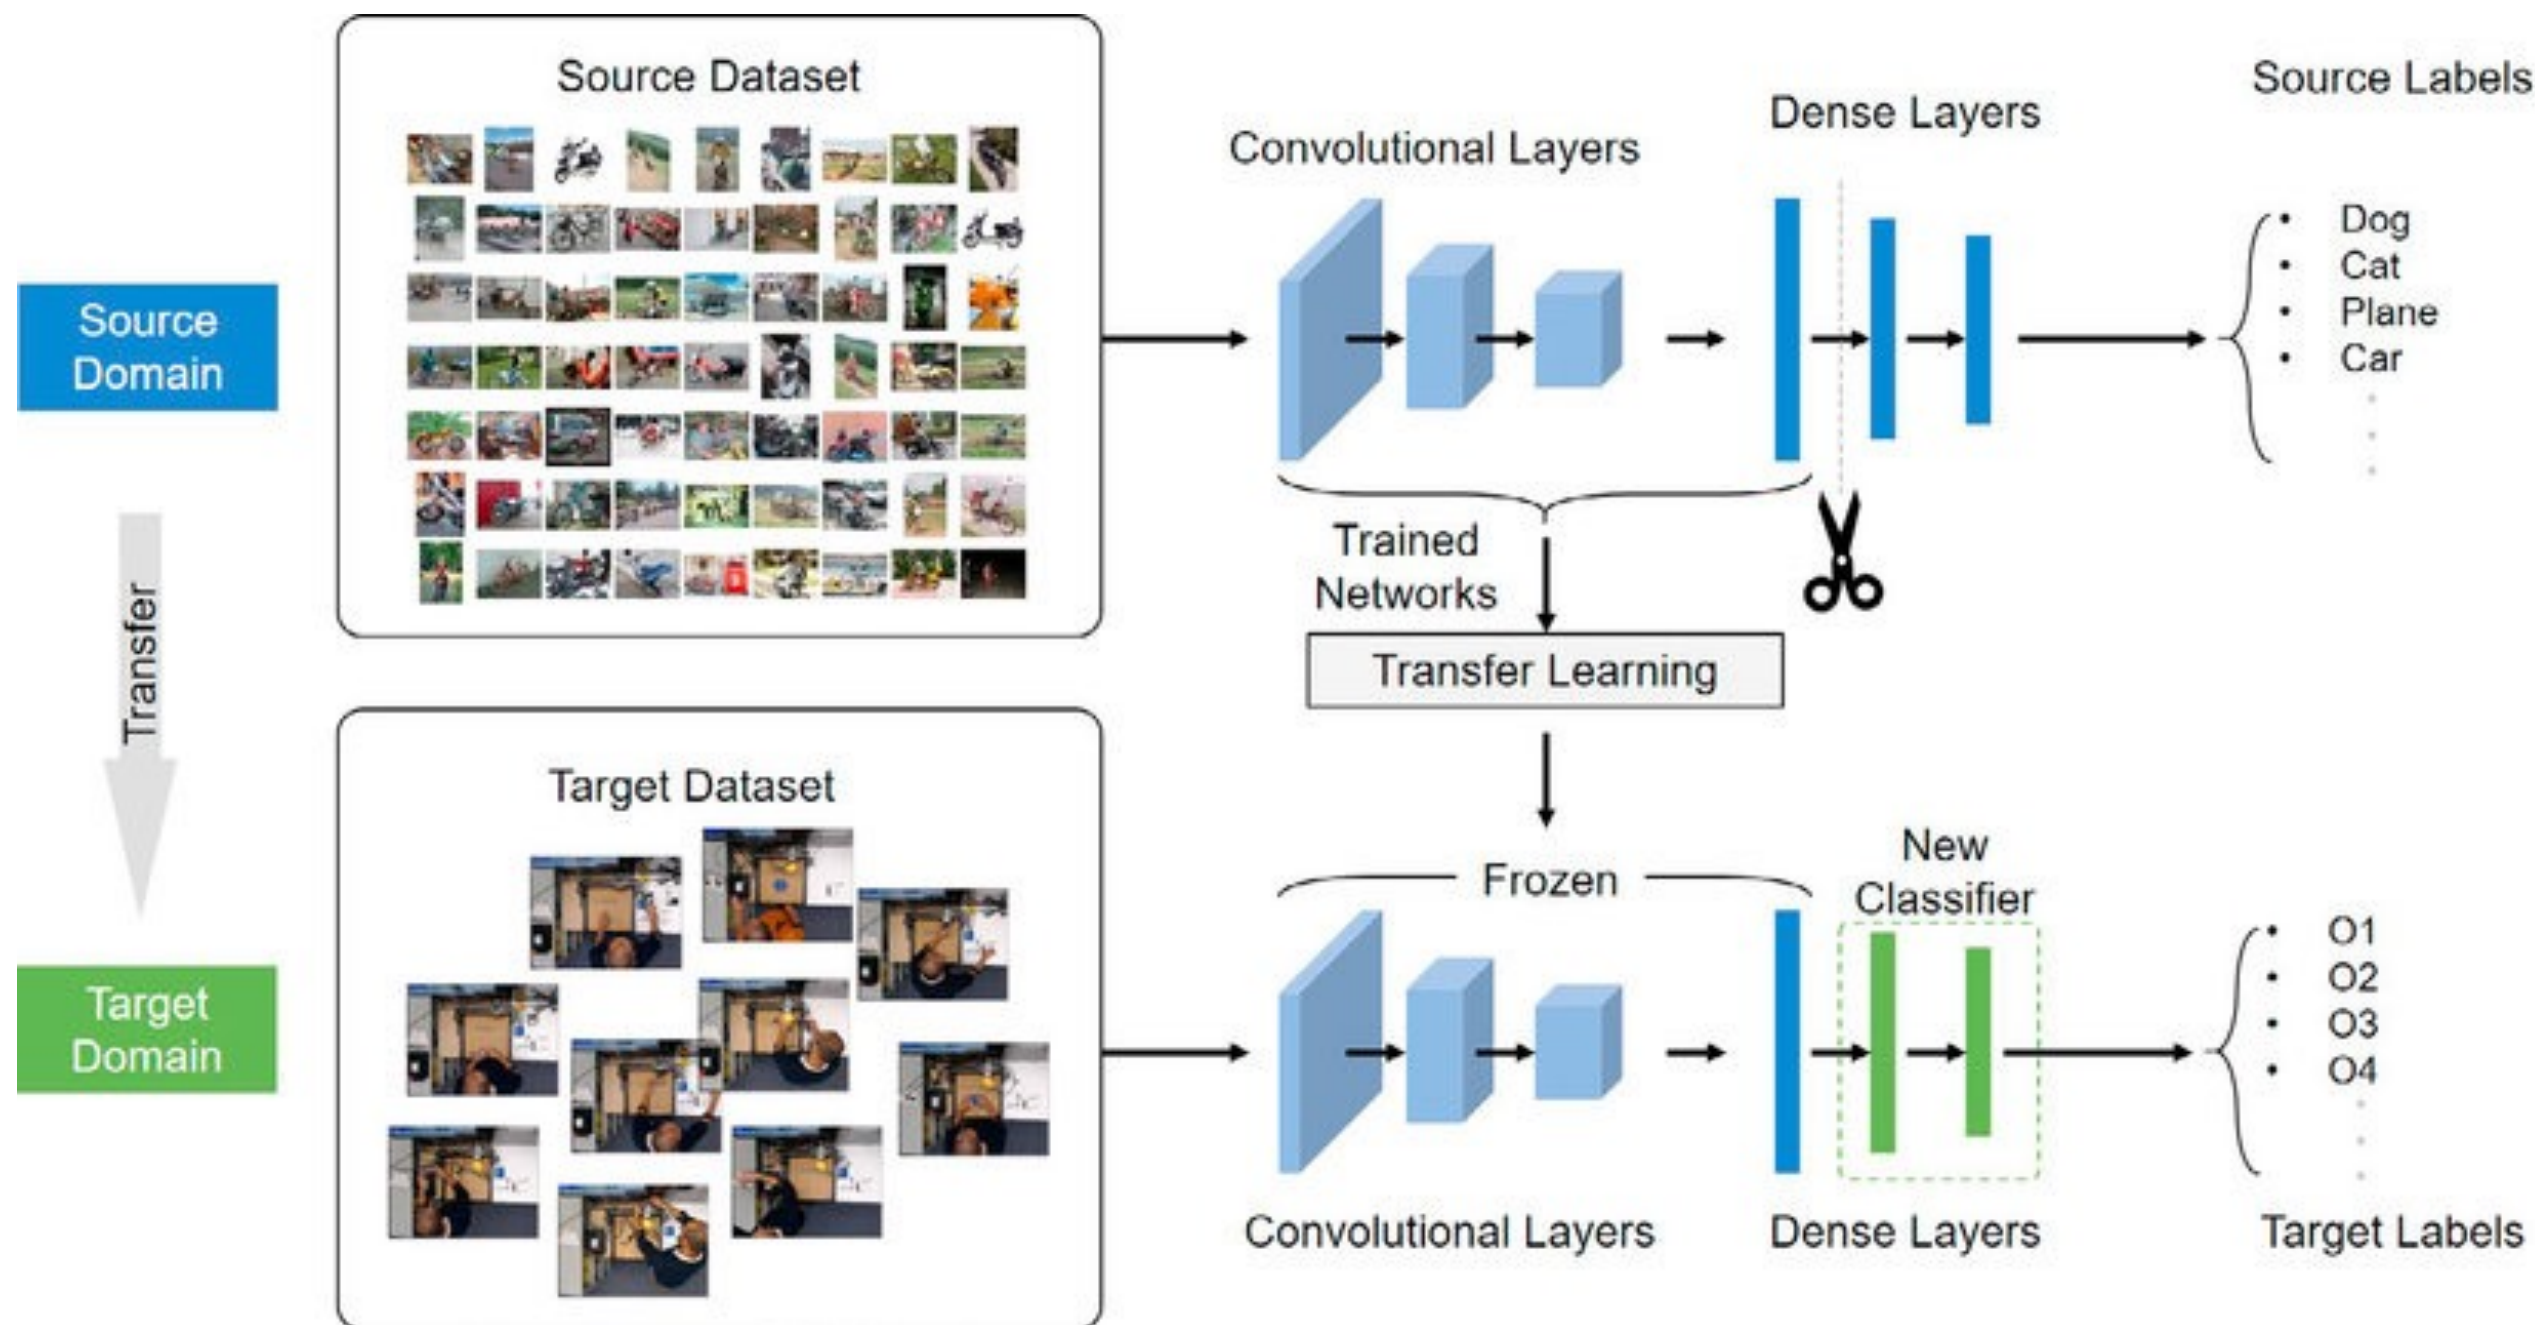 Source Dataset
Source Labels
Dense Layers
Convolutional Layers
Source
Domain
• Dog
• Cat
• Plane
• Car
Trained
Networks
Transfer
Transfer Learning
Target Dataset
New
Classifier
Frozen
Target
Domain
• O1
• O2
• O3
• O4
Convolutional Layers
Dense Layers
Target Labels